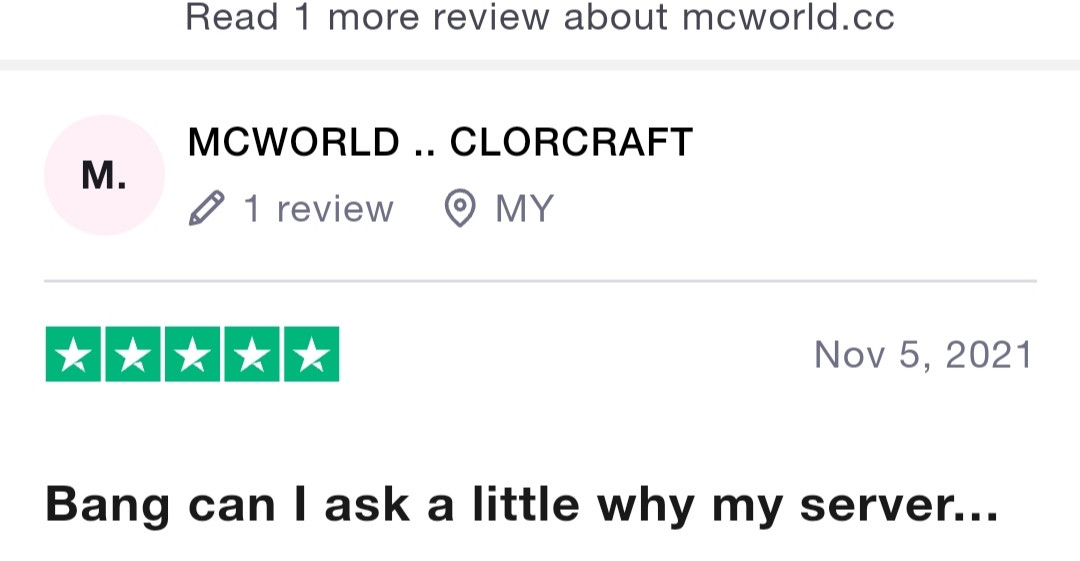 Read 1 more review about mcworld.cc
M.
MCWORLD .. CLORCRAFT
1 review MY
Nov 5, 2021
Bang can I ask a little why my server...